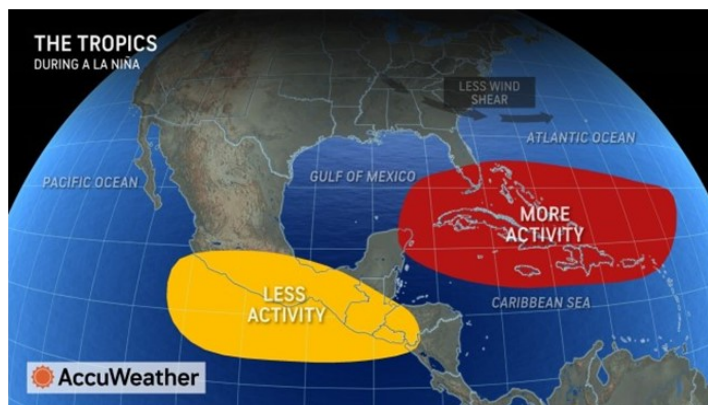 THE TROPICS
DURING A LA NIÑA
LESS WIND
SHEAR
ATLANTIC OCEAN
PACIFIC OCEAN
GULF OF MEXICO
MORE
ACTIVITY
LESS
ACTIVITY
CARIBBEAN SEA
AccuWeather